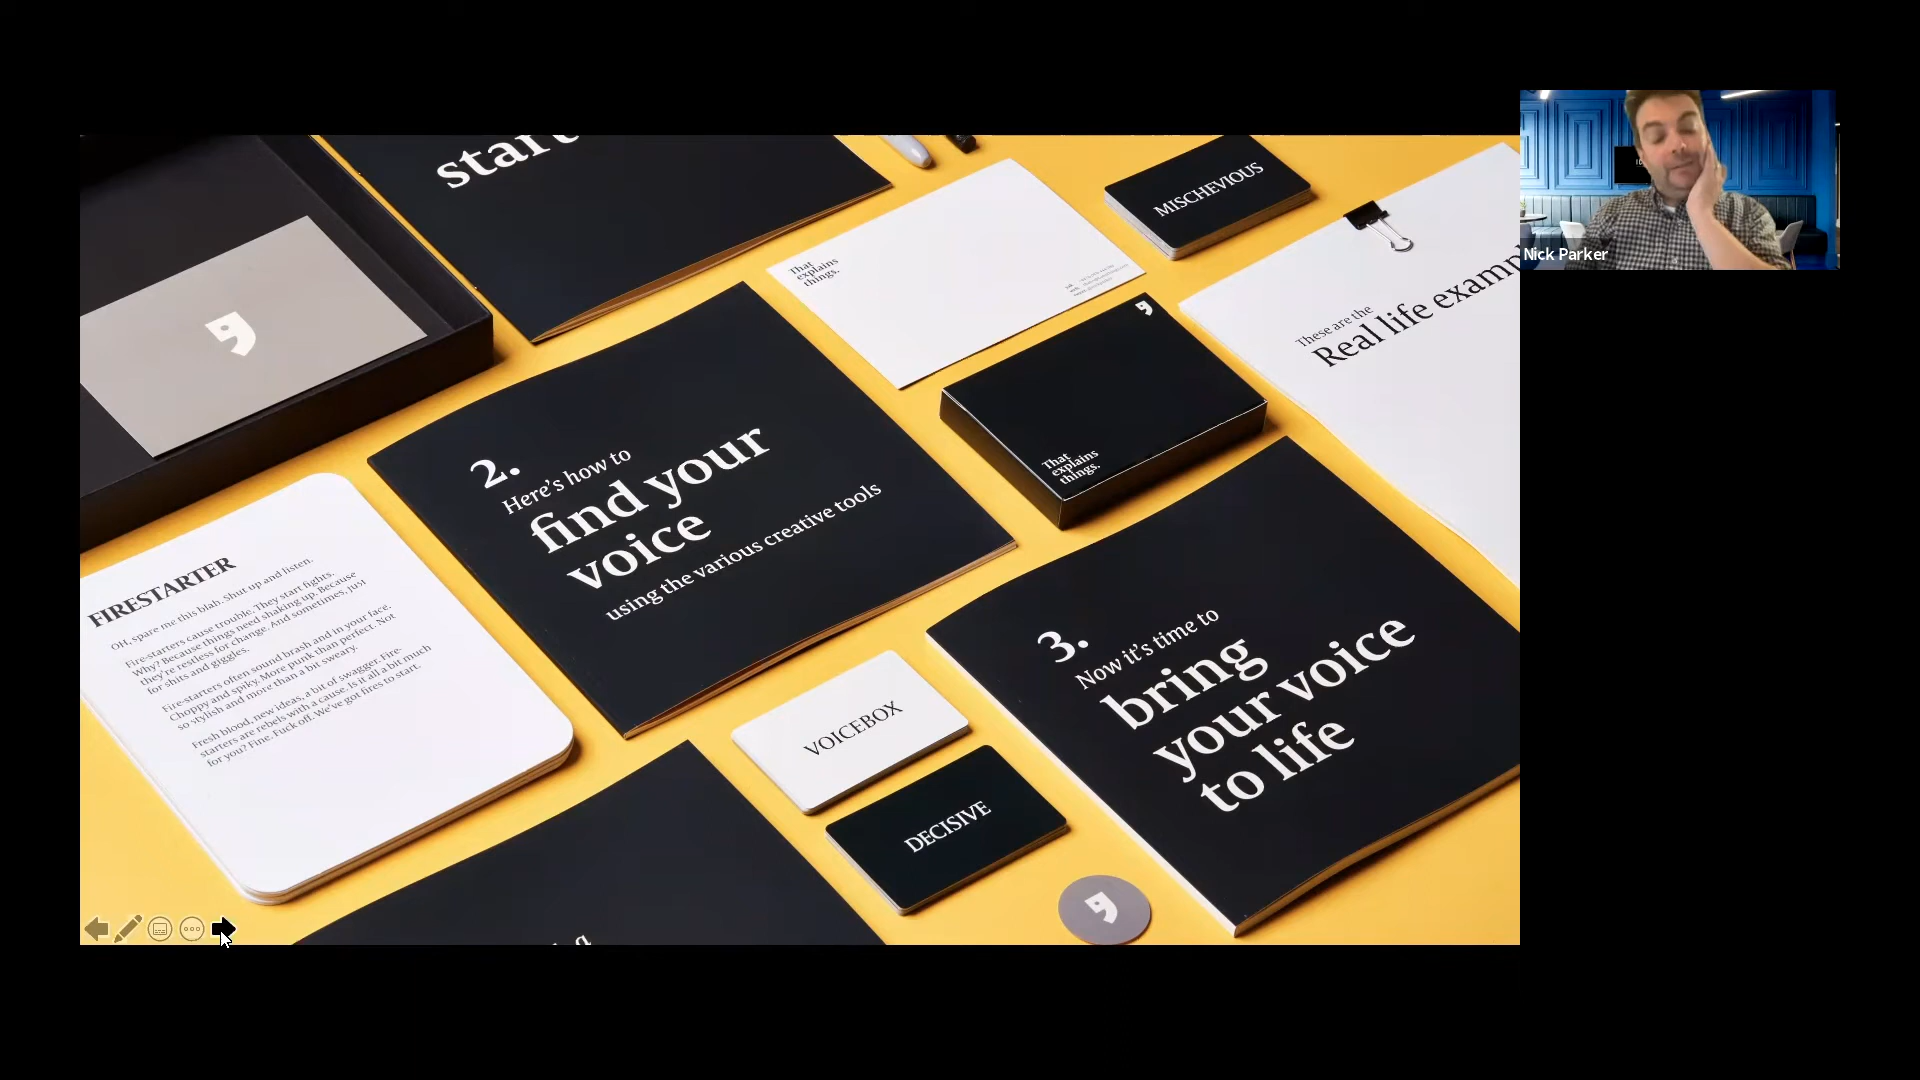 start
That
explains
things.
MISCHEVIOUS
These are the
Real life examp
Nick Parker
2.
Here's how to
find your
voice
using the various creative tools
That
explains
things.
FIRESTARTER
OH, spare me this blah. Shut up and listen.
Fire-starters cause trouble. They start fights.
Why? Because things need shaking up. Because
they're restless for change. And sometimes, just
for shits and giggles.
Fire-starters often sound brash and in your face.
Choppy and spiky. More punk than perfect. Not
so stylish and more than a bit sweary.
Fresh blood, new ideas, a bit of swagger. Fire-
starters are rebels with a cause. Is it all a bit much
for you? Fine. Fuck off. We've got fires to start.
3.
Now it's time to
bring
your voice
to life
VOICEBOX
DECISIVE